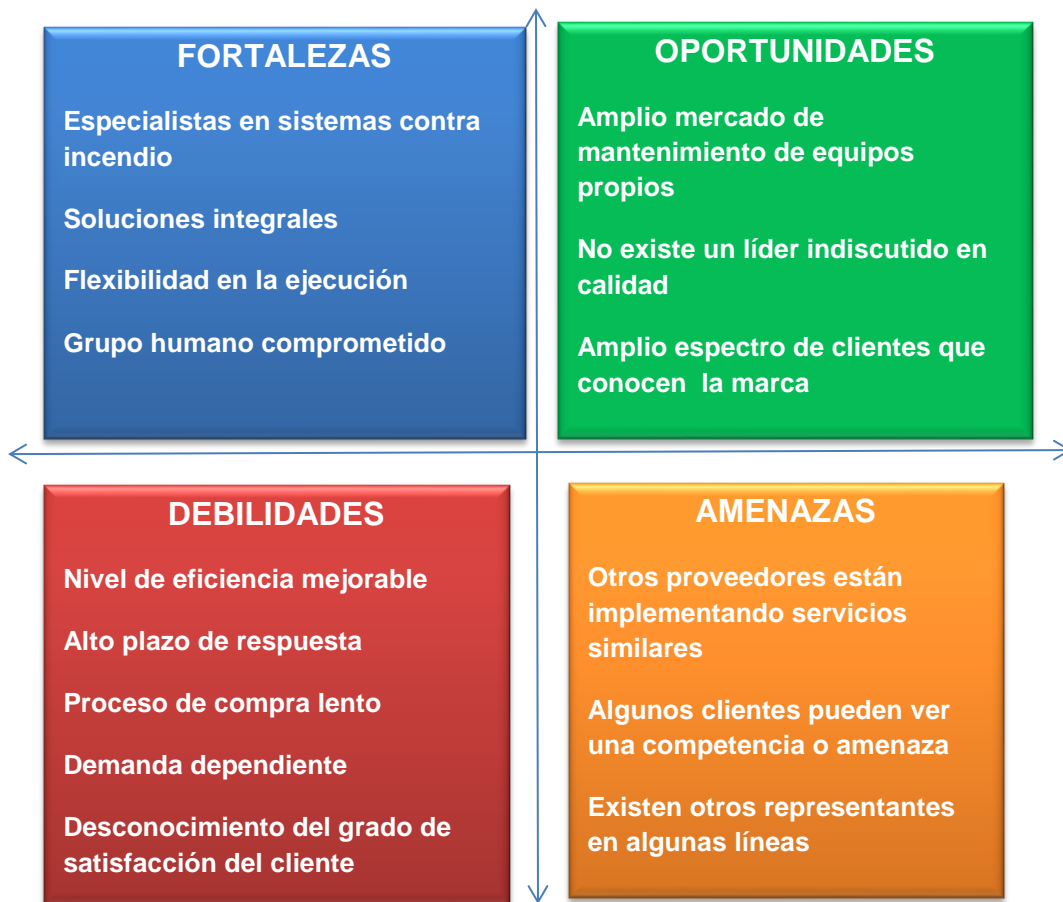 FORTALEZAS
Especialistas en sistemas contra
incendio
Soluciones integrales
Flexibilidad en la ejecución
Grupo humano comprometido
OPORTUNIDADES
Amplio mercado de
mantenimiento de equipos
propios
No existe un líder indiscutido en
calidad
Amplio espectro de clientes que
conocen la marca
DEBILIDADES
Nivel de eficiencia mejorable
Alto plazo de respuesta
Proceso de compra lento
Demanda dependiente
Desconocimiento del grado de
satisfacción del cliente
AMENAZAS
Otros proveedores están
implementando servicios
similares
Algunos clientes pueden ver
una competencia o amenaza
Existen otros representantes
en algunas líneas